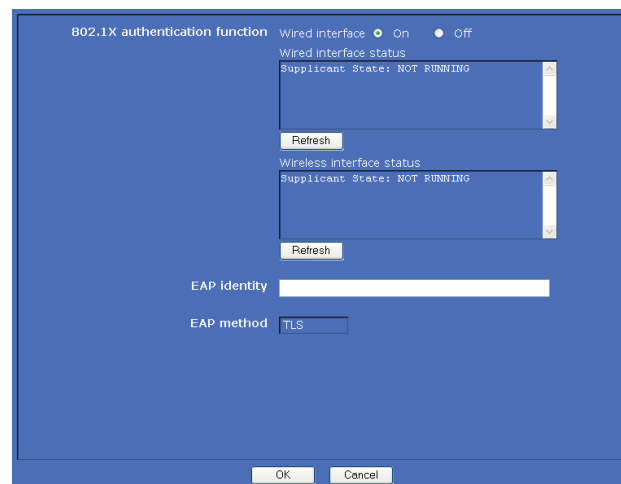 802.1X authentication function Wired interface On Off
Wired interface status
Supplicant State: NOT RUNNING
Refresh
Wireless interface status
Supplicant State: NOT RUNNING
Refresh
EAP identity
EAP method TLS
OK Cancel